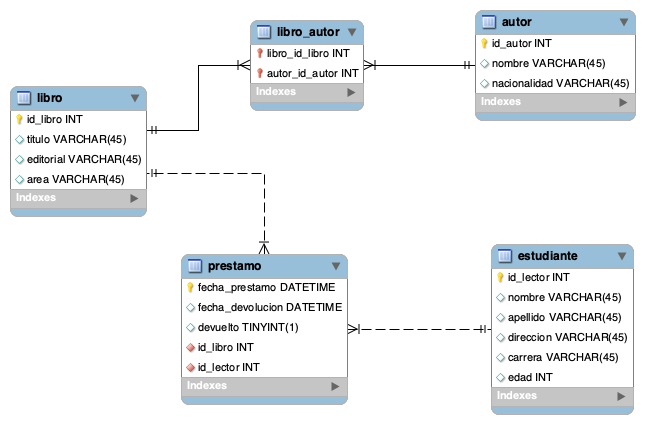 libro_autor
libro_id_libro INT
autor_id_autor INT
Indexes
autor
id_autor INT
nombre VARCHAR(45)
nacionalidad VARCHAR(45)
Indexes
libro
id_libro INT
titulo VARCHAR(45)
editorial VARCHAR(45)
area VARCHAR(45)
Indexes
prestamo
fecha_prestamo DATETIME
fecha_devolucion DATETIME
devuelto TINYINT(1)
id_libro INT
id_lector INT
Indexes
estudiante
id_lector INT
nombre VARCHAR(45)
apellido VARCHAR(45)
direccion VARCHAR(45)
carrera VARCHAR(45)
edad INT
Indexes